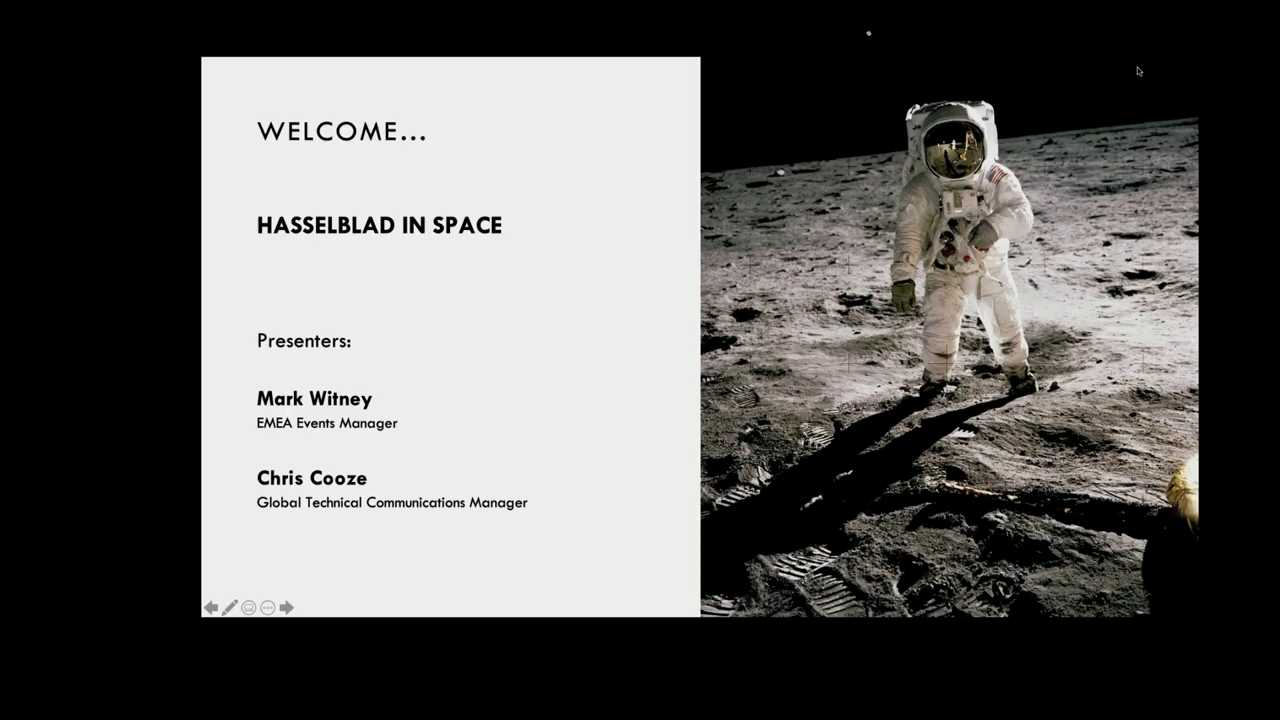 WELCOME...
HASSELBLAD IN SPACE
Presenters:
Mark Witney
EMEA Events Manager
Chris Cooze
Global Technical Communications Manager